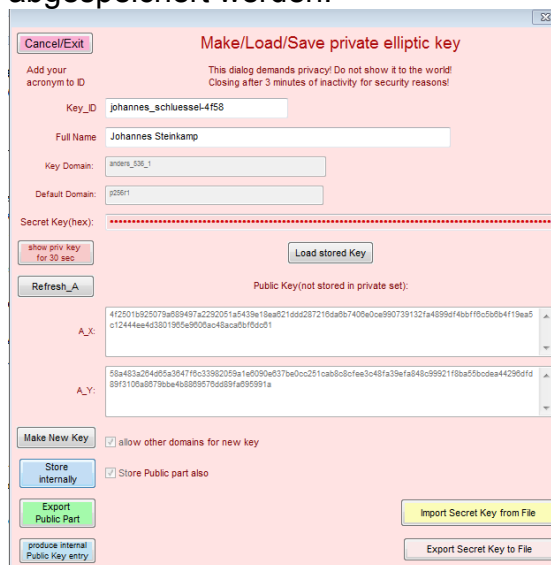 abgespeichert werden.
Cancel/Exit
Make/Load/Save private elliptic key
Add your
acronym to ID
This dialog demands privacy! Do not show it to the world!
Closing after 3 minutes of inactivity for security reasons!
Key_ID
johannes_schluessel-4f58
Full Name
Johannes Steinkamp
Key Domain:
anders_536_1
Default Domain:
p256r1
Secret Key(hex):
show priv key
for 30 sec
Load stored Key
Refresh_A
Public Key(not stored in private set):
A_X:
4f2501b925079a689497a2292051a5439e18ea621ddd287216da6b7406e0ce990739132fa4899df4bbff6c5b6b4f19ea5
c12444ee4d3801965e9606ac48aca6bf6dc61
A_Y:
58a483a264d65a3647f6c33982059a1e6090e637be0cc251cab8c8cfee3c48fa39efa848c99921f8ba55bcdea44296dfd
89f3106a8679bbe4b8869576dd89fa695991a
Make New Key
allow other domains for new key
Store
internally
Store Public part also
Export
Public Part
Import Secret Key from File
produce internal
Public Key entry
Export Secret Key to File